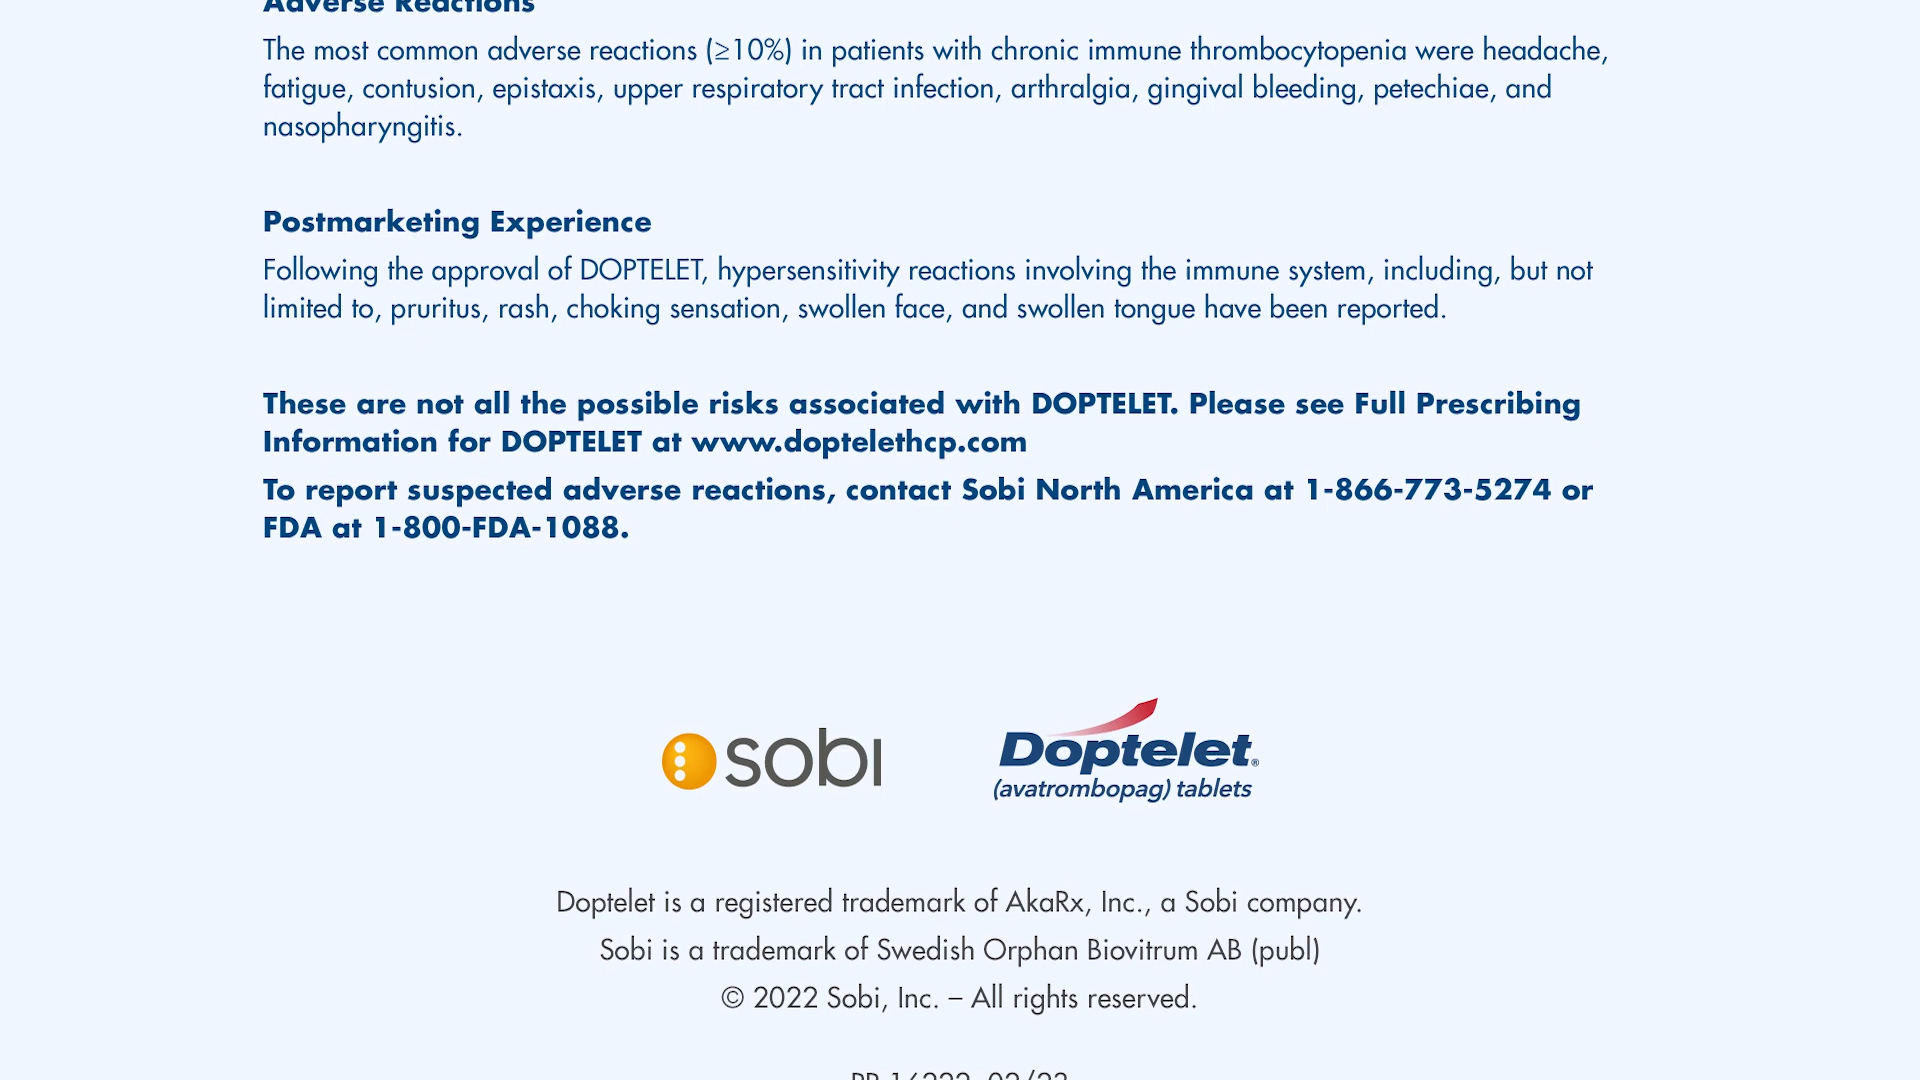 Adverse Reactions
The most common adverse reactions (≥10%) in patients with chronic immune thrombocytopenia were headache,
fatigue, contusion, epistaxis, upper respiratory tract infection, arthralgia, gingival bleeding, petechiae, and
nasopharyngitis.
Postmarketing Experience
Following the approval of DOPTELET, hypersensitivity reactions involving the immune system, including, but not
limited to, pruritus, rash, choking sensation, swollen face, and swollen tongue have been reported.
These are not all the possible risks associated with DOPTELET. Please see Full Prescribing
Information for DOPTELET at www.doptelethcp.com
To report suspected adverse reactions, contact Sobi North America at 1-866-773-5274 or
FDA at 1-800-FDA-1088.
sobi
Doptelet®
(avatrombopag) tablets
Doptelet is a registered trademark of AkaRx, Inc., a Sobi company.
Sobi is a trademark of Swedish Orphan Biovitrum AB (publ)
© 2022 Sobi, Inc. – All rights reserved.